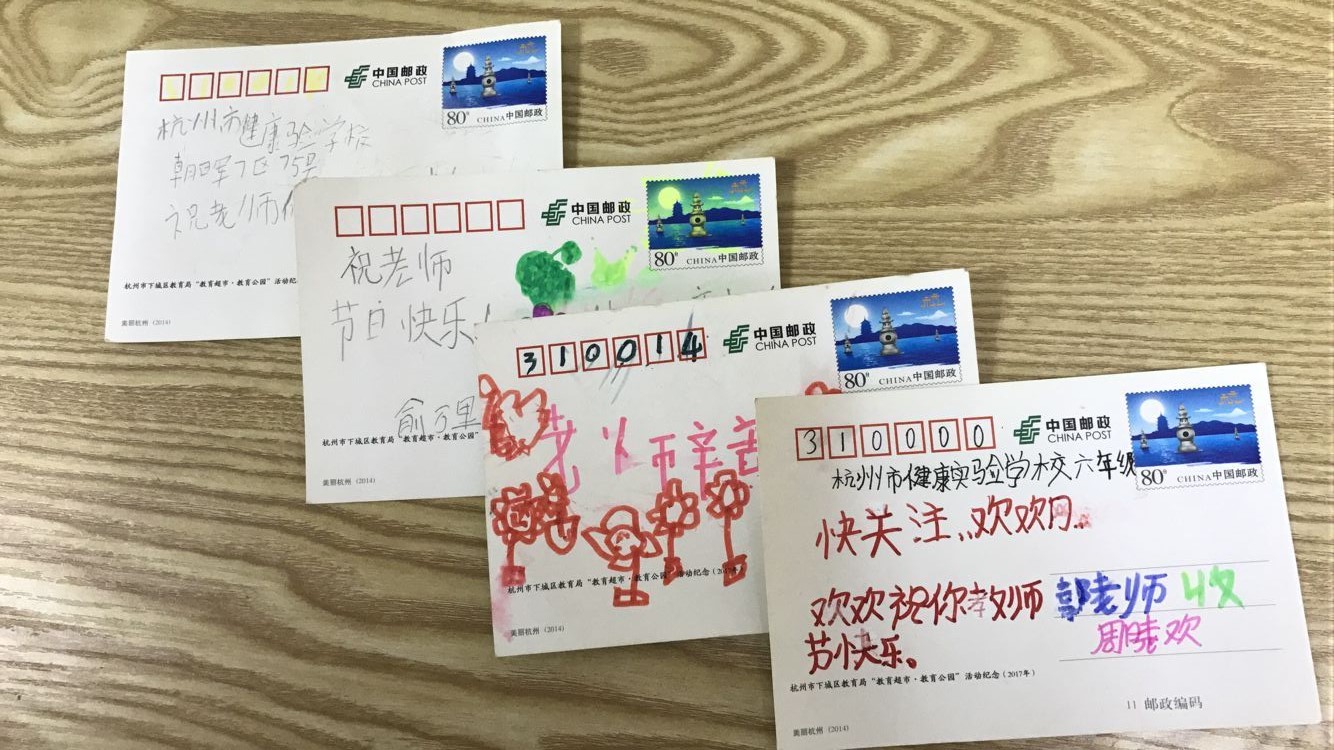 中国邮政
CHINA POST
80分
CHINA中国邮政
杭州市健康实验学校
朝晖7区75号
祝老师
杭州市下城区教育局“教育超市·教育公园”活动纪
美丽杭州 (2014)
中国邮政
CHINA POST
80分
CHINA中国邮政
祝老师
节日快乐!
俞万里
杭州市下城区教育局“教育超市·教育公园”
美丽杭州 (2014)
310014
中国邮政
CHINA POST
80分
CHINA中国邮政
老师辛苦
杭州市下城区教育局“教育超市·教育公园”活动纪念(2017年)
美丽杭州 (2014)
310000
中国邮政
CHINA POST
80分
CHINA中国邮政
杭州市健康实验学校六年级
快关注,,欢欢月..
欢欢祝你教师
节快乐。
郭老师 收
周晓欢
杭州市下城区教育局“教育超市·教育公园”活动纪念(2017年)
邮政编码
美丽杭州 (2014)